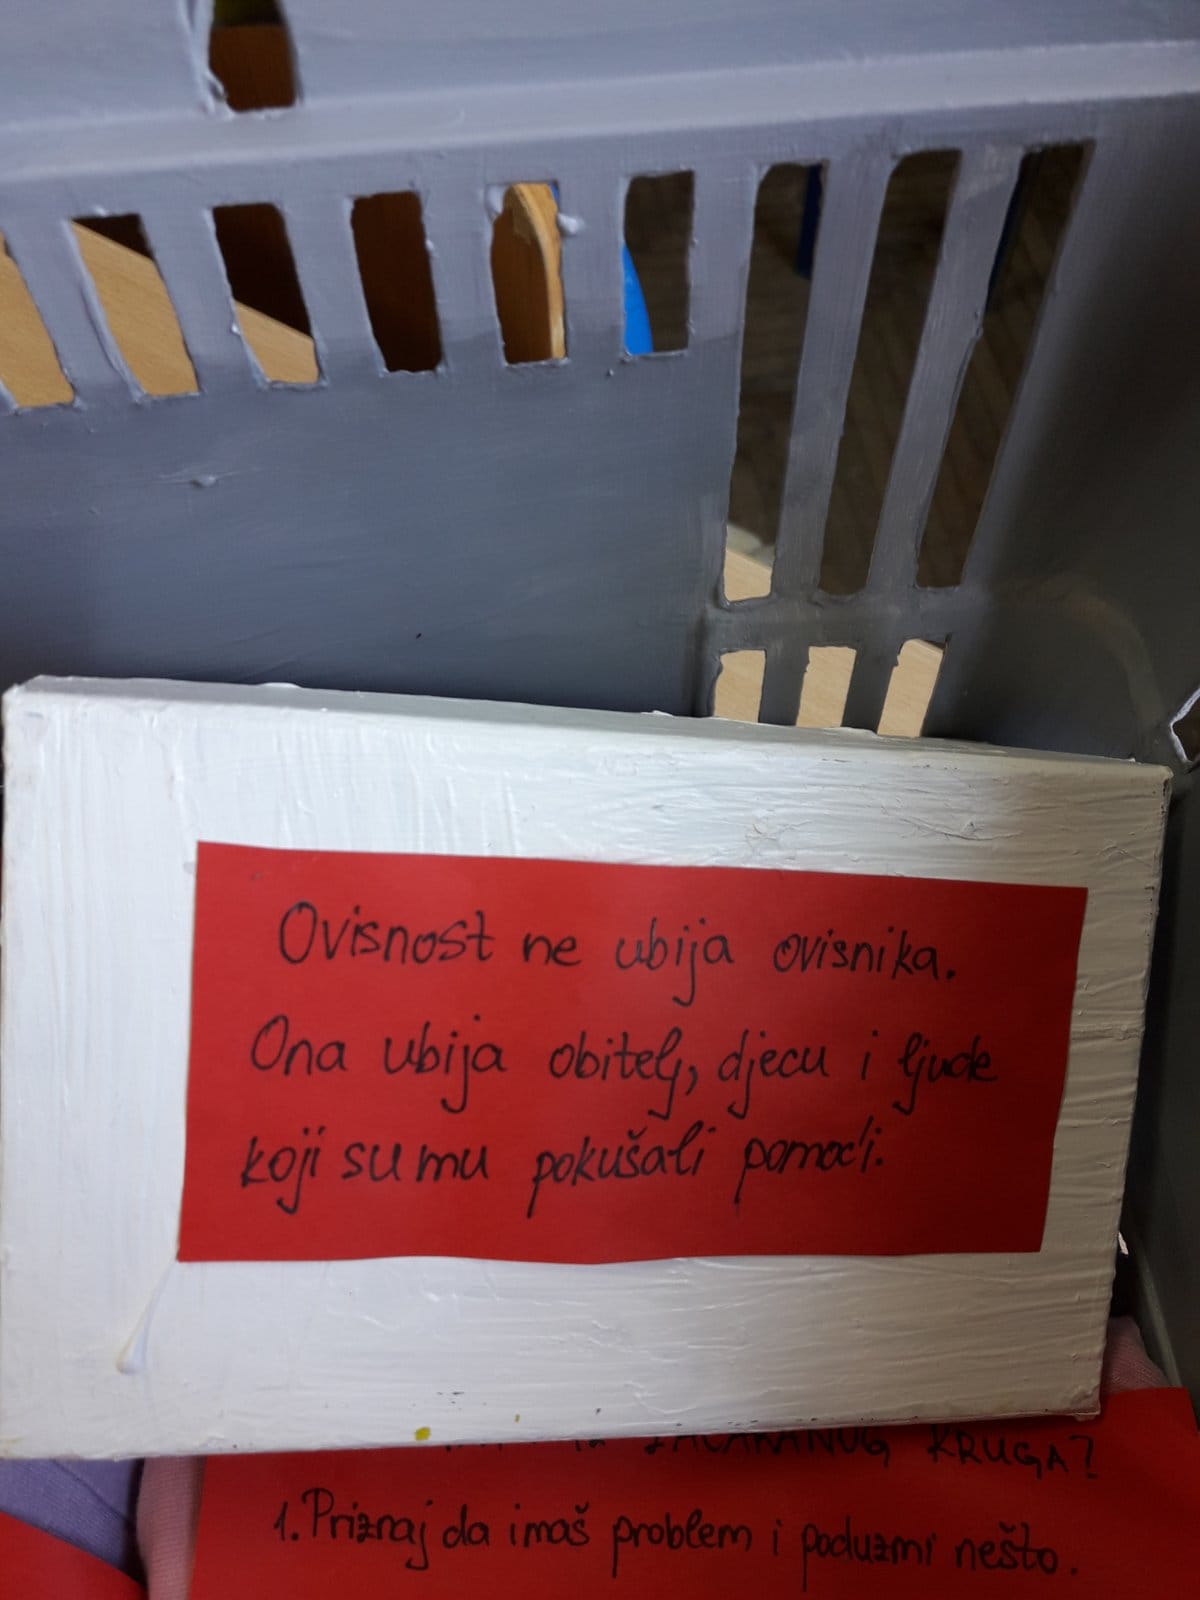 Ovisnost ne ubija ovisnika.
Ona ubija obitelj, djecu i ljude
koji su mu pokušali pomoći.
ZAČARANOG KRUGA?
1. Priznaj da imaš problem i poduzmi nešto.